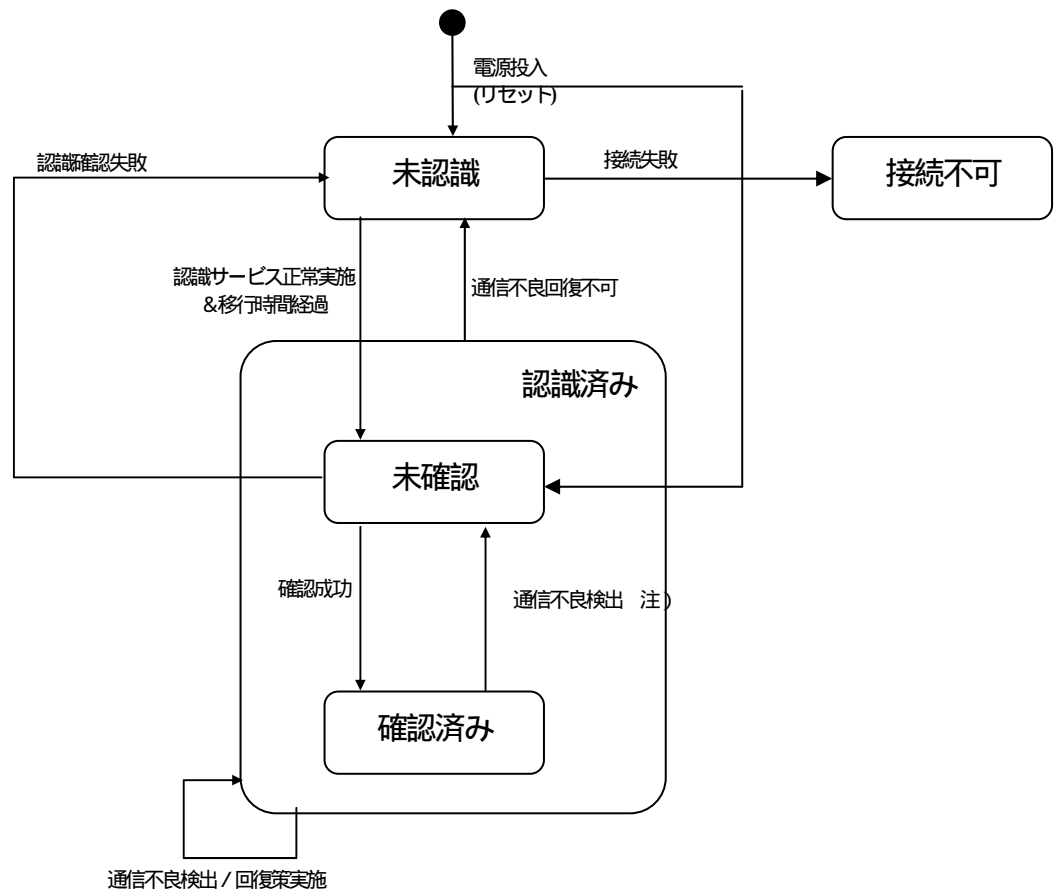 電源投入
(リセット)
認識確認失敗
未認識
接続失敗
接続不可
認識サービス正常実施
&移行時間経過
通信不良回復不可
認識済み
未確認
確認成功
通信不良検出 注)
確認済み
通信不良検出/回復策実施